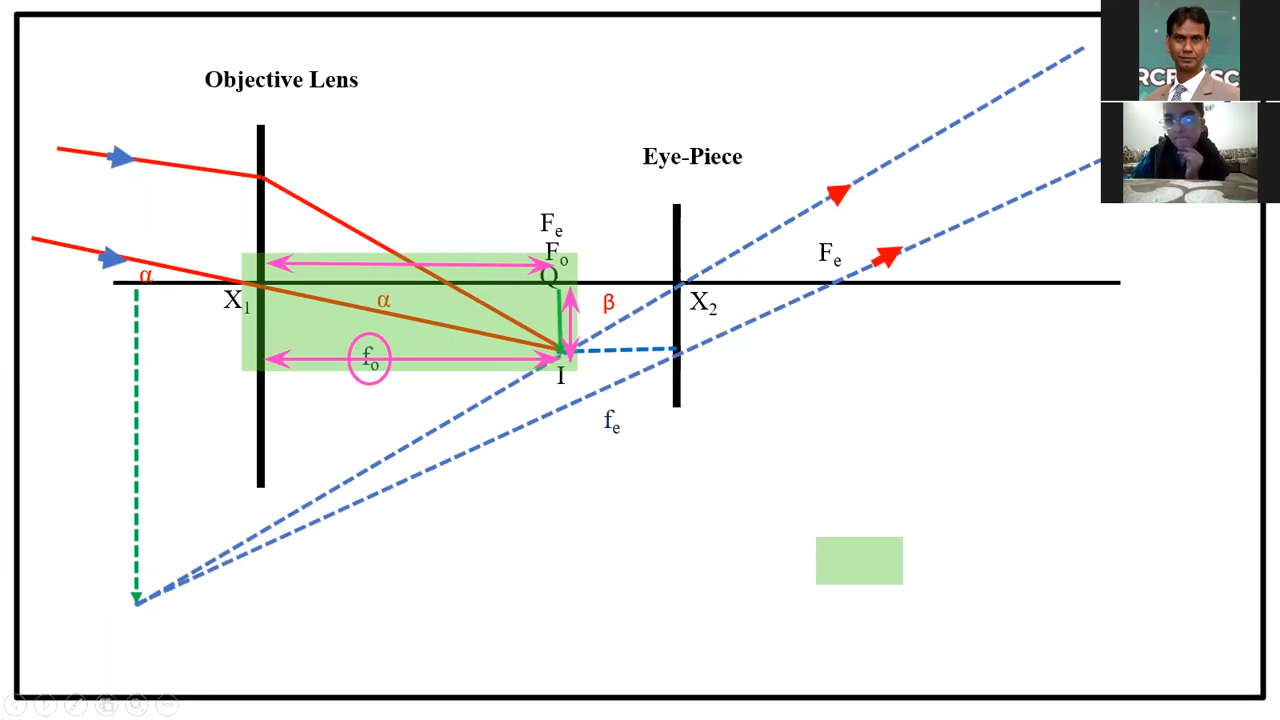 Objective Lens
Eye-Piece
Fe
Fo
Q
Fe
α
X1
α
β
X2
fo
I
fe